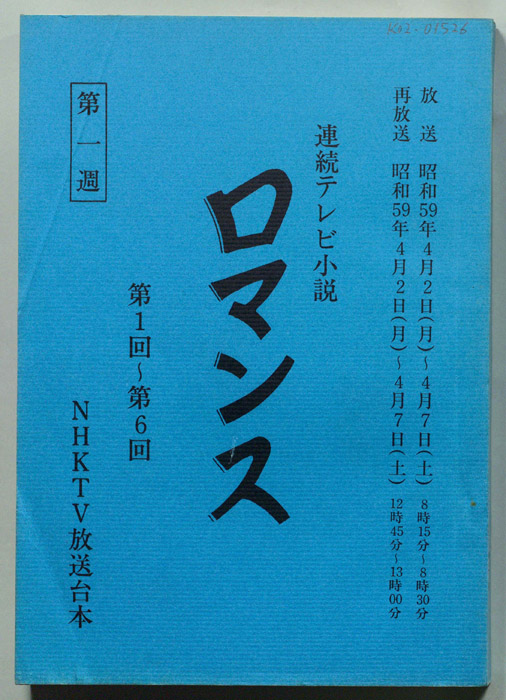 K52-01526
放送 昭和59年4月2日(月)～4月7日(土) 8時15分～8時30分
再放送 昭和59年4月2日(月)～4月7日(土) 12時45分～13時00分
連続テレビ小説
ロマンス
第1回～第6回
第一週
NHKTV放送台本